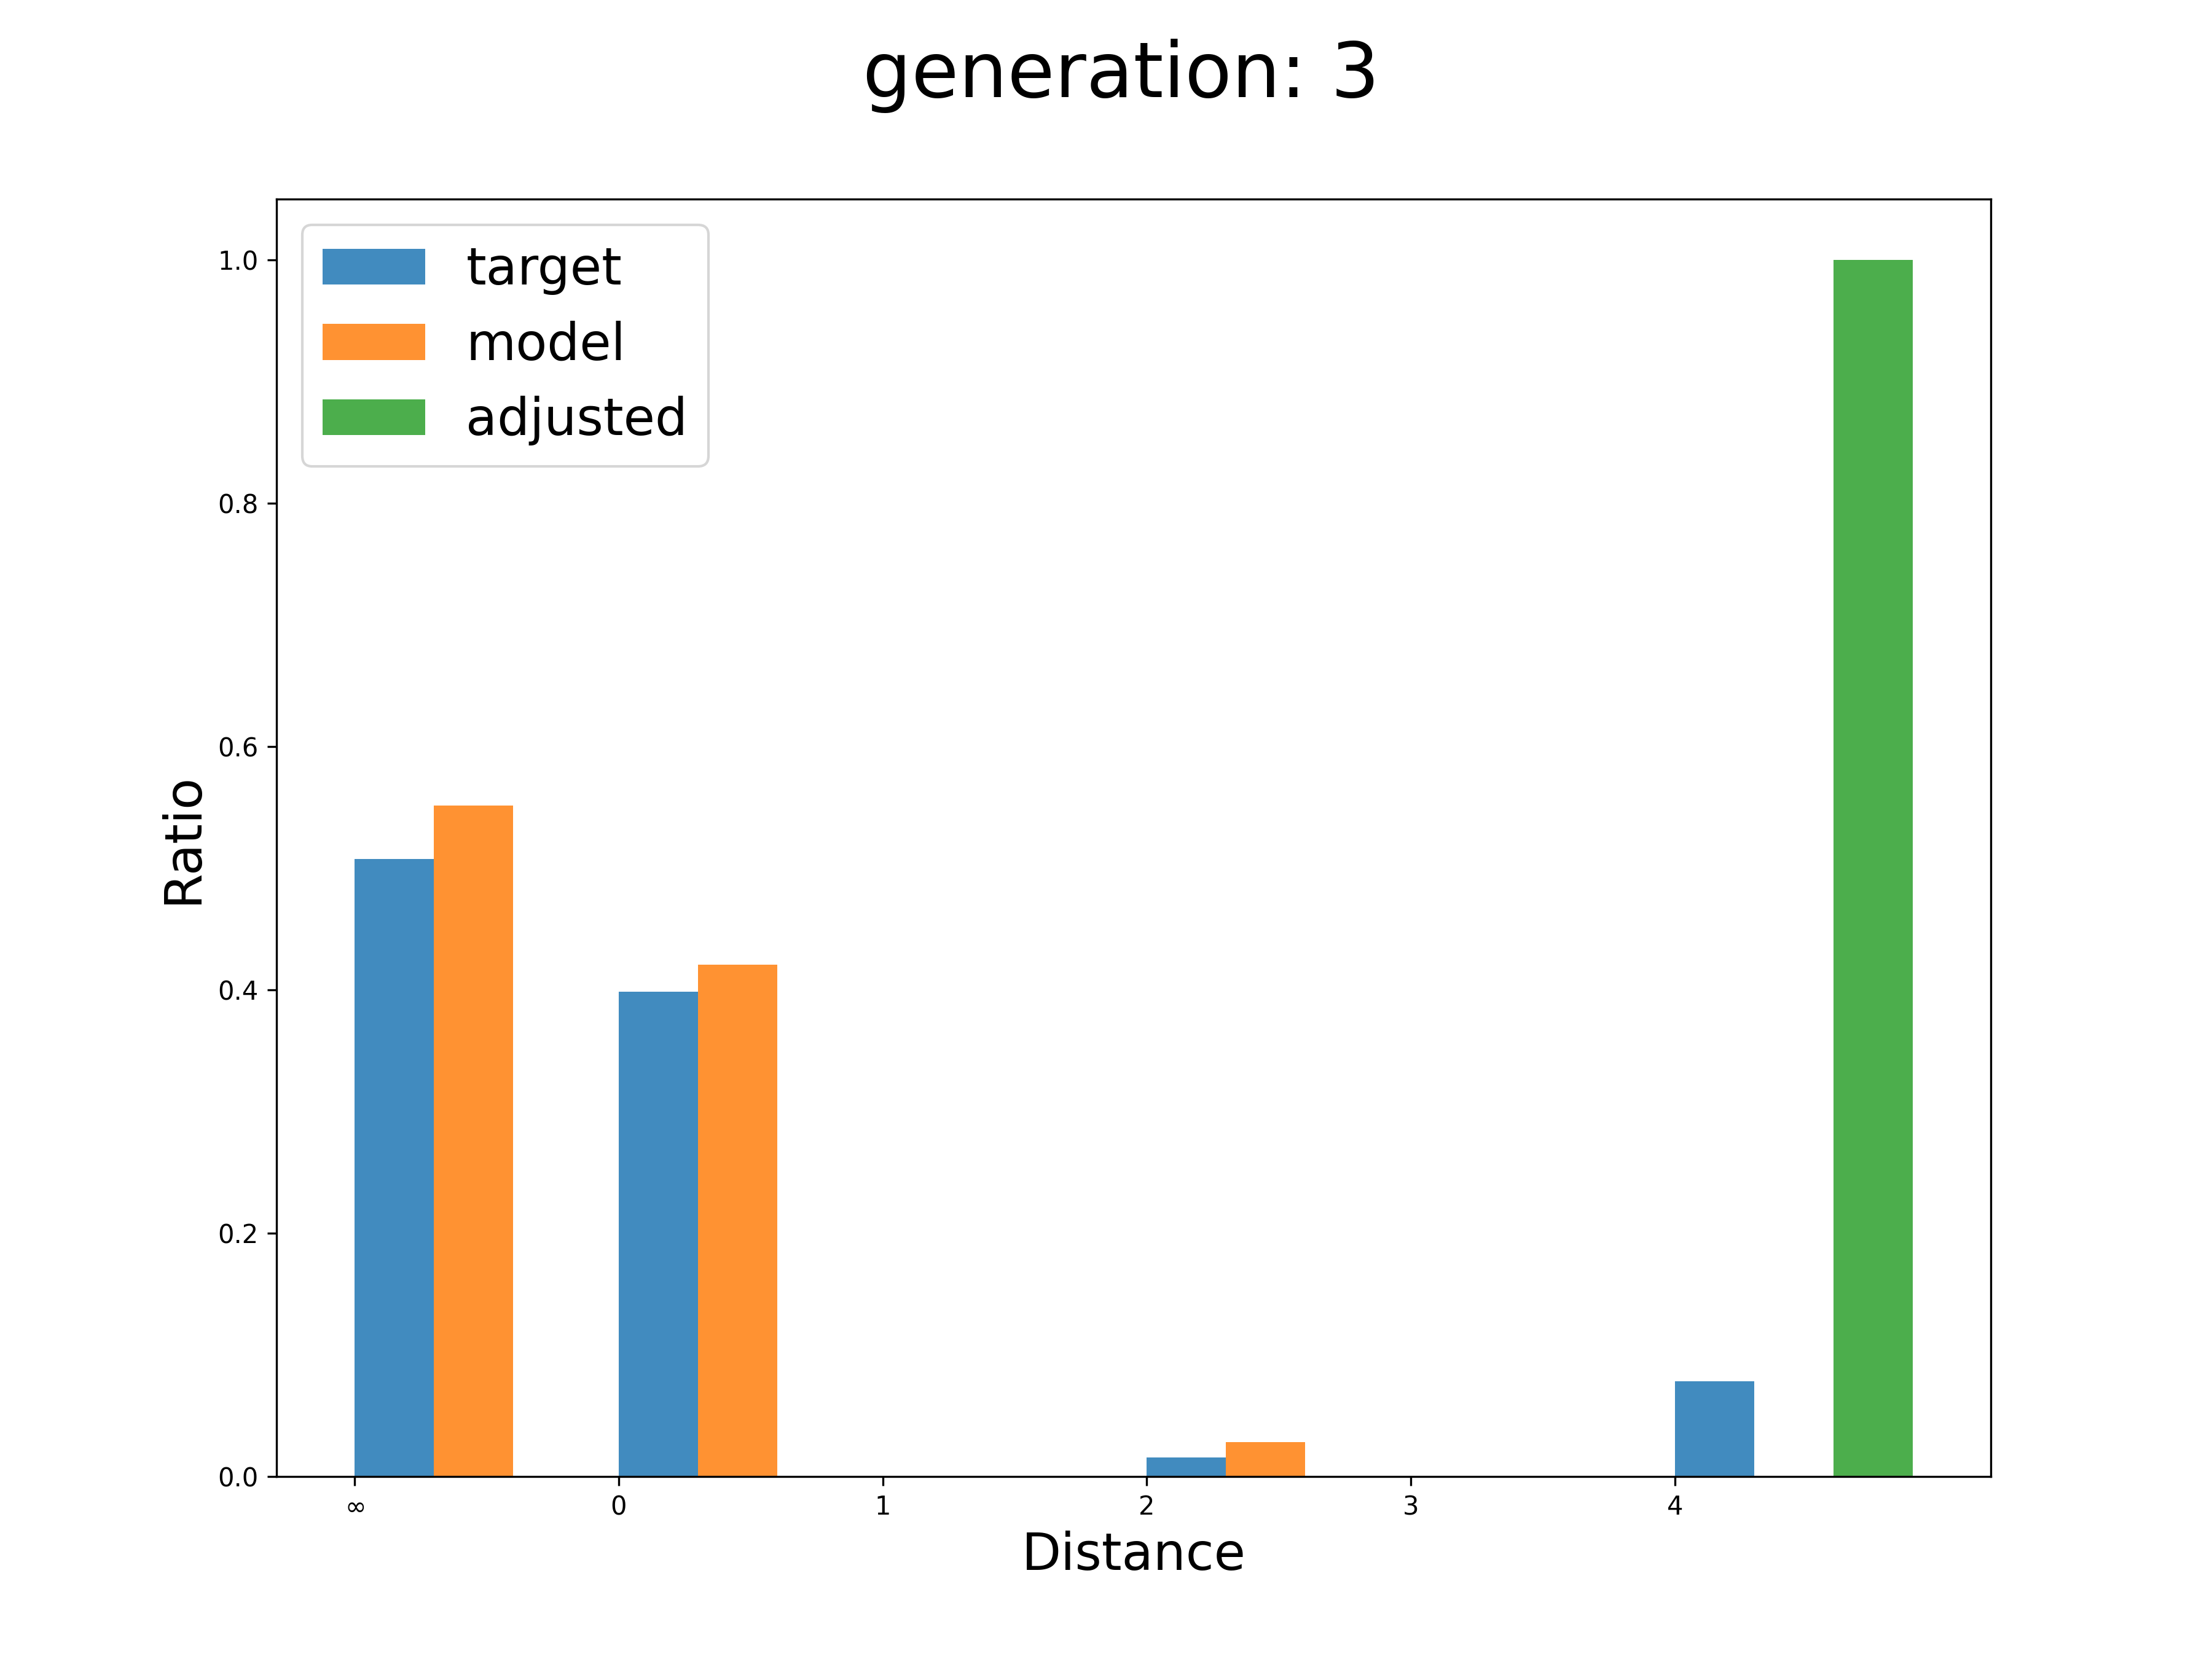 generation: 3
target
model
adjusted
1.0
0.8
0.6
0.4
0.2
0.0
Ratio
∞ 0 1 2 3 4
Distance